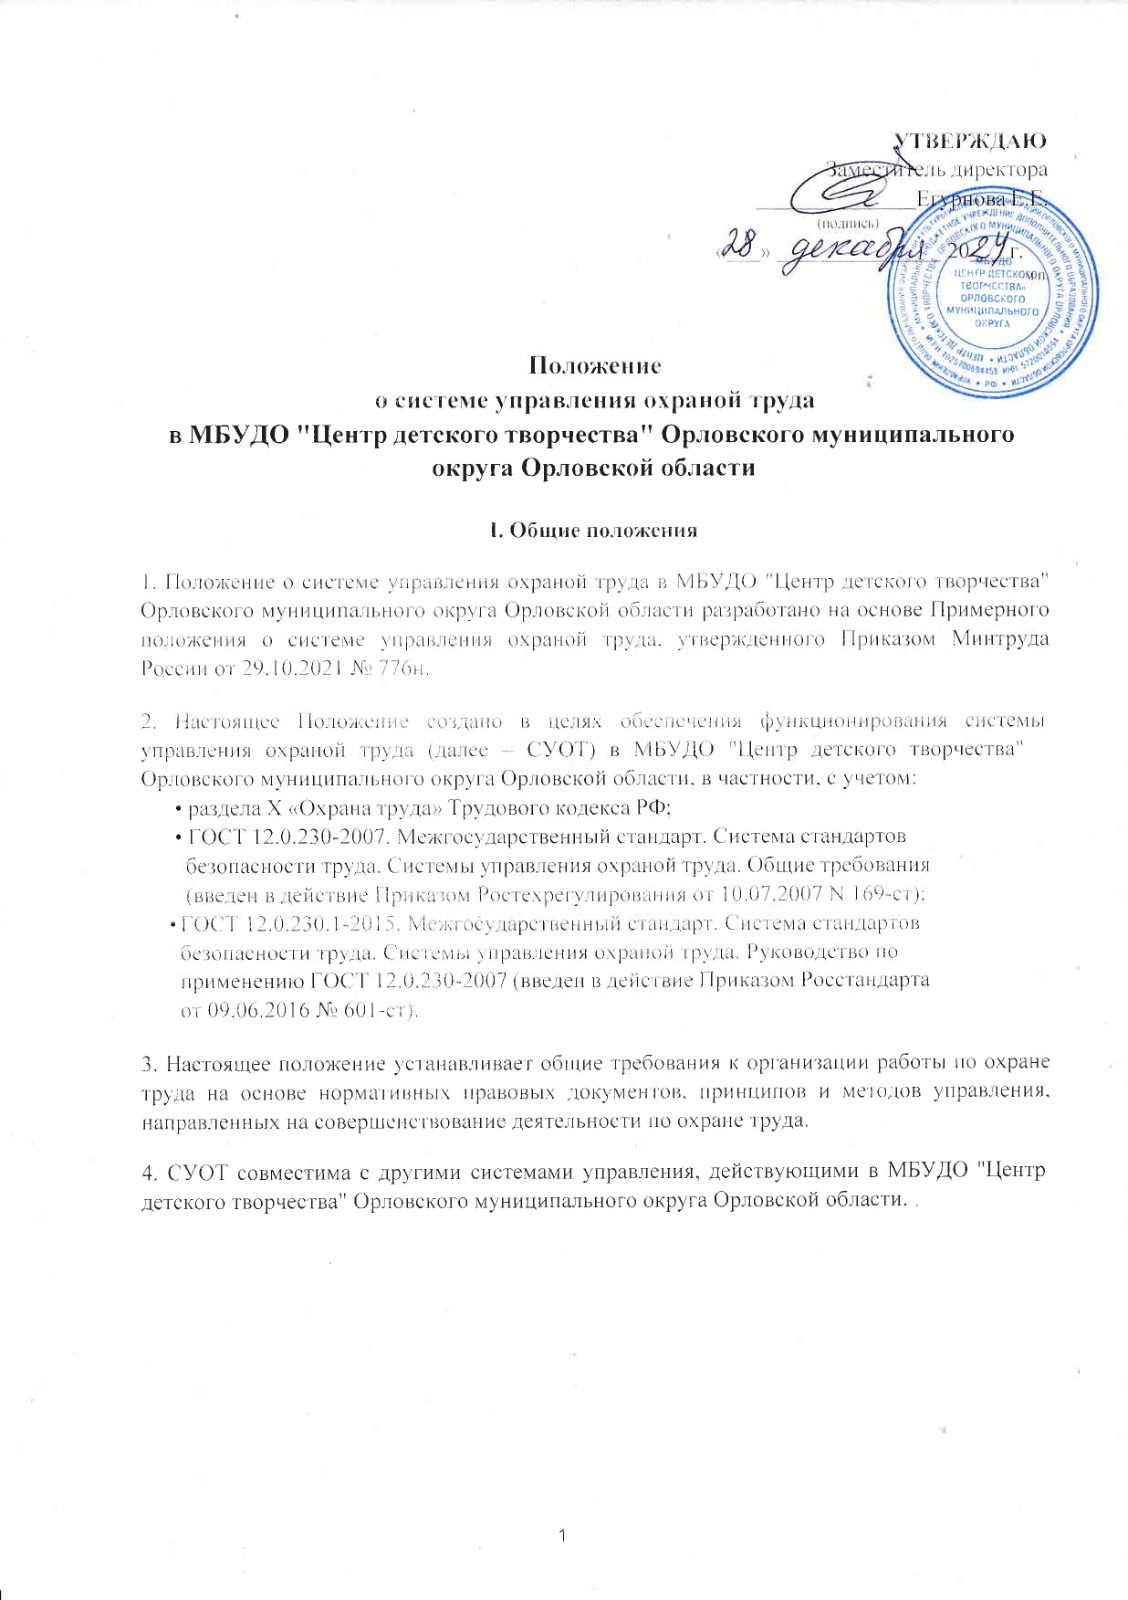 УТВЕРЖДАЮ
Заместитель директора
Егурнова Е.Е.
(подпись)
«28» декабря 2024 г.
МП
МБУДО
ЦЕНТР ДЕТСКОГО
ТВОРЧЕСТВА»
ОРЛОВСКОГО
МУНИЦИПАЛЬНОГО
ОКРУГА
Положение
о системе управления охраной труда
в МБУДО "Центр детского творчества" Орловского муниципального
округа Орловской области
I. Общие положения
1. Положение о системе управления охраной труда в МБУДО "Центр детского творчества"
Орловского муниципального округа Орловской области разработано на основе Примерного
положения о системе управления охраной труда, утвержденного Приказом Минтруда
России от 29.10.2021 № 776н.
2. Настоящее Положение создано в целях обеспечения функционирования системы
управления охраной труда (далее – СУОТ) в МБУДО "Центр детского творчества"
Орловского муниципального округа Орловской области, в частности, с учетом:
• раздела X «Охрана труда» Трудового кодекса РФ;
• ГОСТ 12.0.230-2007. Межгосударственный стандарт. Система стандартов
безопасности труда. Системы управления охраной труда. Общие требования
(введен в действие Приказом Ростехрегулирования от 10.07.2007 N 169-ст);
• ГОСТ 12.0.230.1-2015. Межгосударственный стандарт. Система стандартов
безопасности труда. Системы управления охраной труда. Руководство по
применению ГОСТ 12.0.230-2007 (введен в действие Приказом Росстандарта
от 09.06.2016 № 601-ст).
3. Настоящее положение устанавливает общие требования к организации работы по охране
труда на основе нормативных правовых документов, принципов и методов управления,
направленных на совершенствование деятельности по охране труда.
4. СУОТ совместима с другими системами управления, действующими в МБУДО "Центр
детского творчества" Орловского муниципального округа Орловской области. .
1